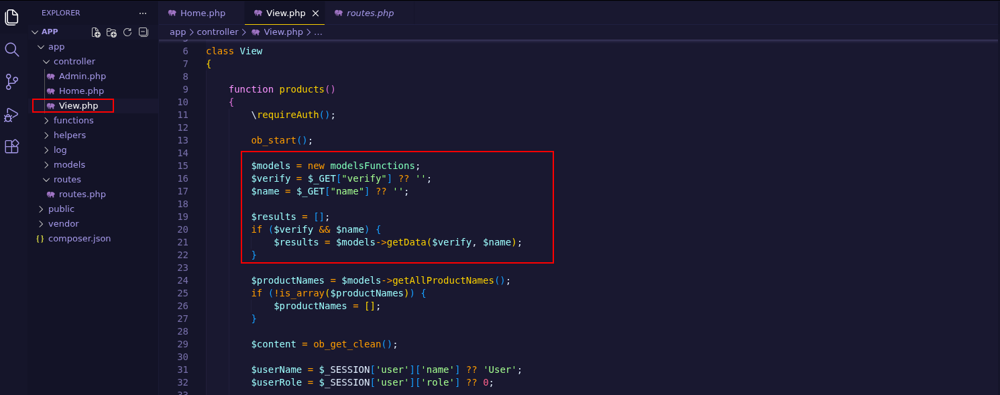 EXPLORER ...
Home.php View.php routes.php
APP
app > controller > View.php > ...
app
controller
Admin.php
Home.php
View.php
functions
helpers
log
models
routes
routes.php
public
vendor
{} composer.json
6 class View
7 {
8
9 function products()
10 {
11 \requireAuth();
12
13 ob_start();
14
15 $models = new modelsFunctions;
16 $verify = $_GET["verify"] ?? '';
17 $name = $_GET["name"] ?? '';
18
19 $results = [];
20 if ($verify && $name) {
21 $results = $models->getData($verify, $name);
22 }
23
24 $productNames = $models->getAllProductNames();
25 if (!is_array($productNames)) {
26 $productNames = [];
27 }
28
29 $content = ob_get_clean();
30
31 $userName = $_SESSION['user']['name'] ?? 'User';
32 $userRole = $_SESSION['user']['role'] ?? 0;